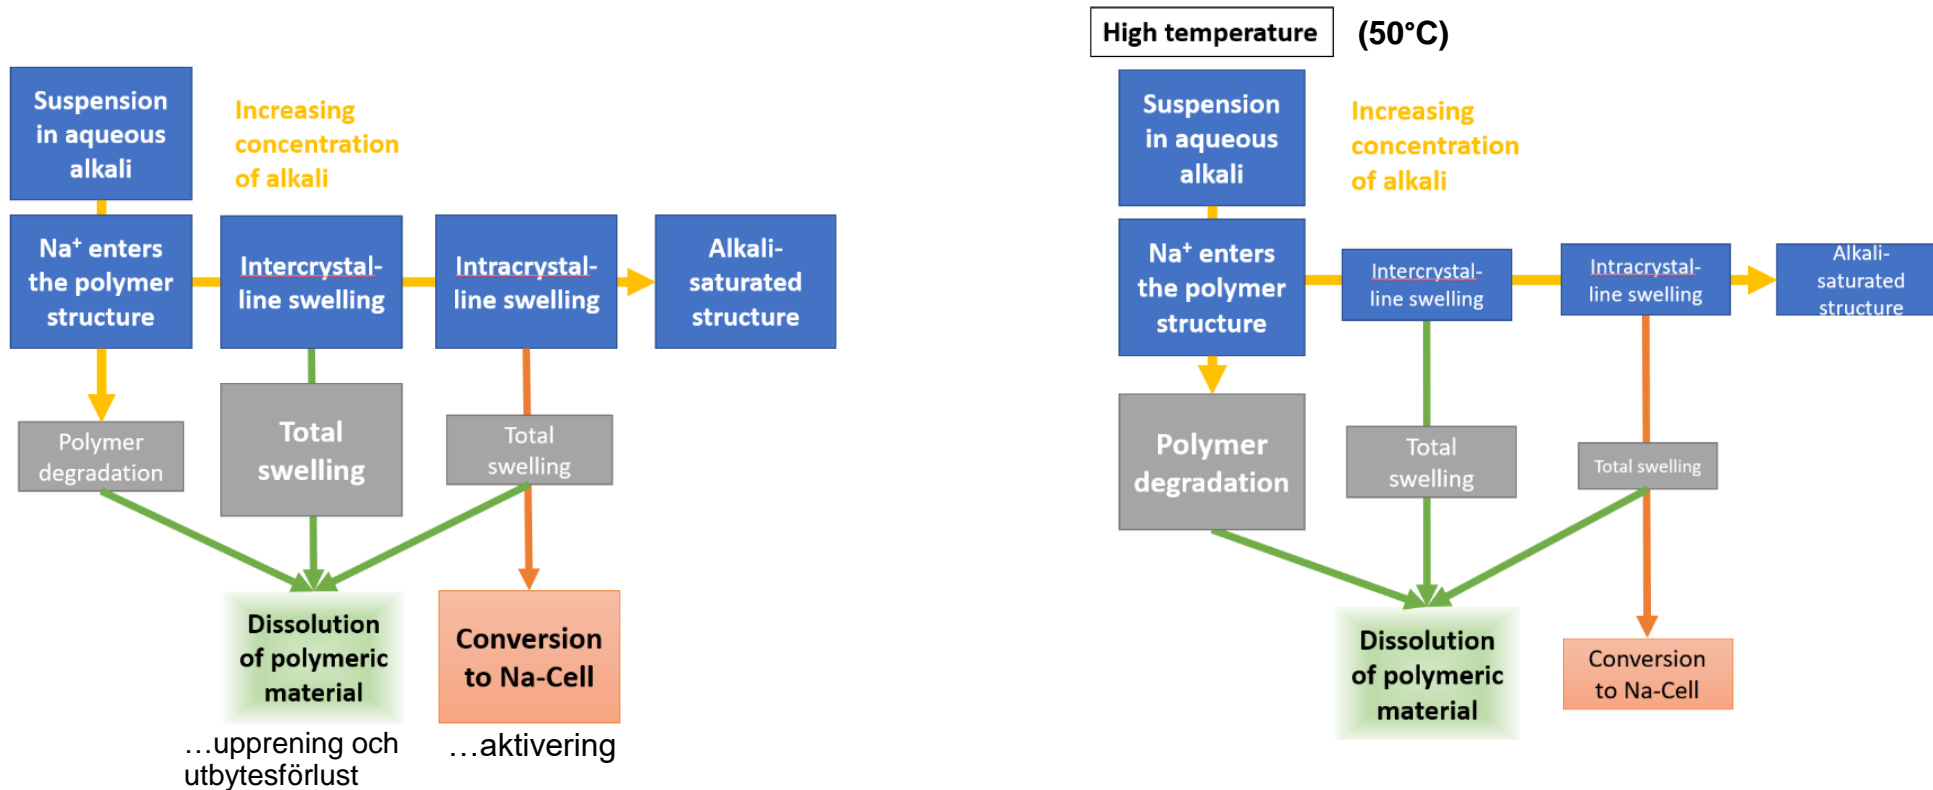 Suspension
in aqueous
alkali
Increasing
concentration
of alkali
Na⁺ enters
the polymer
structure
Intercrystal-
line swelling
Intracrystal-
line swelling
Alkali-
saturated
structure
Polymer
degradation
Total
swelling
Total
swelling
Dissolution
of polymeric
material
Conversion
to Na-Cell
…upprening och
utbytesförlust
…aktivering
High temperature
(50°C)
Suspension
in aqueous
alkali
Increasing
concentration
of alkali
Na⁺ enters
the polymer
structure
Intercrystal-
line swelling
Intracrystal-
line swelling
Alkali-
saturated
structure
Polymer
degradation
Total
swelling
Total swelling
Dissolution
of polymeric
material
Conversion
to Na-Cell